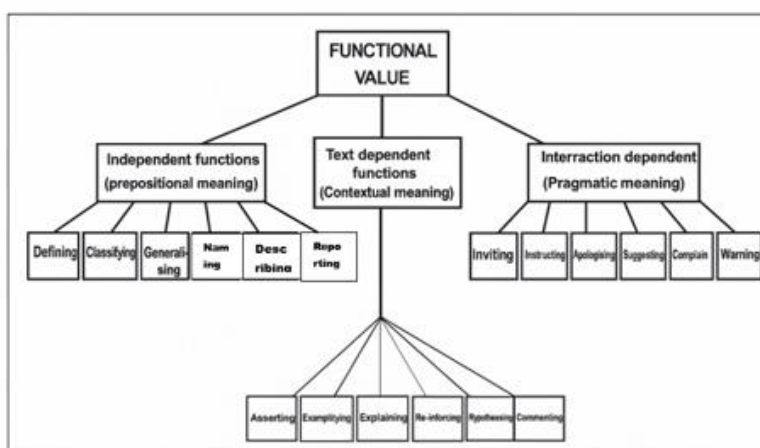 FUNCTIONAL
VALUE
Independent functions
(prepositional meaning)
Text dependent
functions
(Contextual meaning)
Interraction dependent
(Pragmatic meaning)
Defining
Classifying
Generali-
sing
Nam
ing
Desc
ribing
Repo
rting
Inviting
Instructing
Apologising
Suggesting
Complain
Warning
Asserting
Examplifying
Explaining
Re-inforcing
Commenting